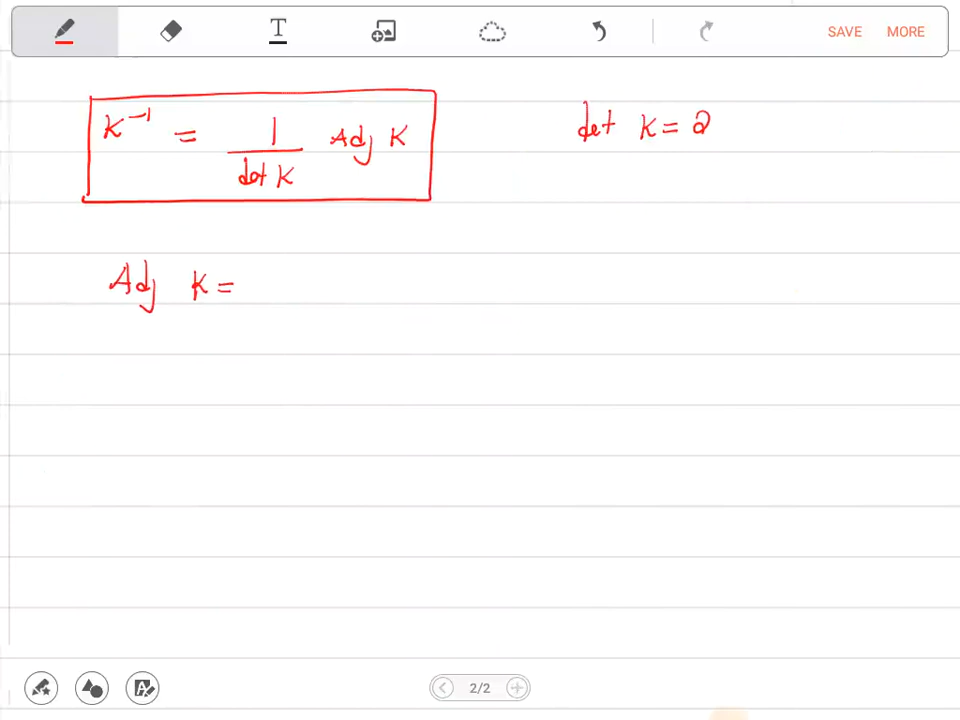 T SAVE MORE
K⁻¹ = 1/det K Adj K
det K = 2
Adj K =
2/2